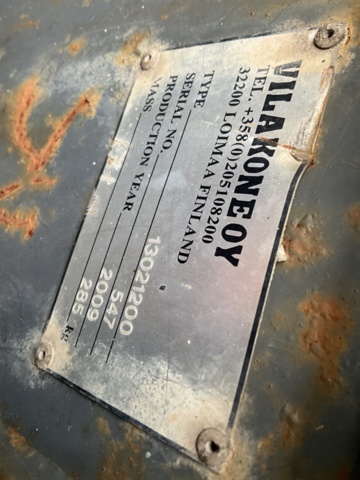 VILAKONE OY
TEL. +358(0)205108200
32200 LOIMAA FINLAND
TYPE 13021200
SERIAL NO. 547
PRODUCTION YEAR 2009
MASS 285 kg